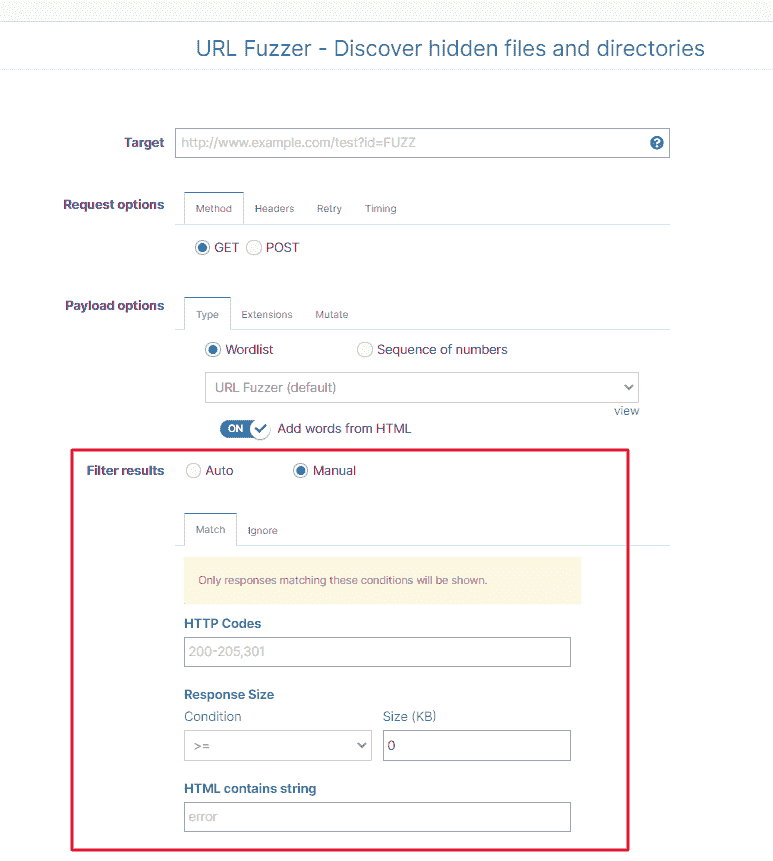 URL Fuzzer - Discover hidden files and directories
Target http://www.example.com/test?id=FUZZ ?
Request options Method Headers Retry Timing
GET POST
Payload options Type Extensions Mutate
Wordlist Sequence of numbers
URL Fuzzer (default)
view
ON Add words from HTML
Filter results Auto Manual
Match Ignore
Only responses matching these conditions will be shown.
HTTP Codes
200-205,301
Response Size
Condition Size (KB)
>= 0
HTML contains string
error